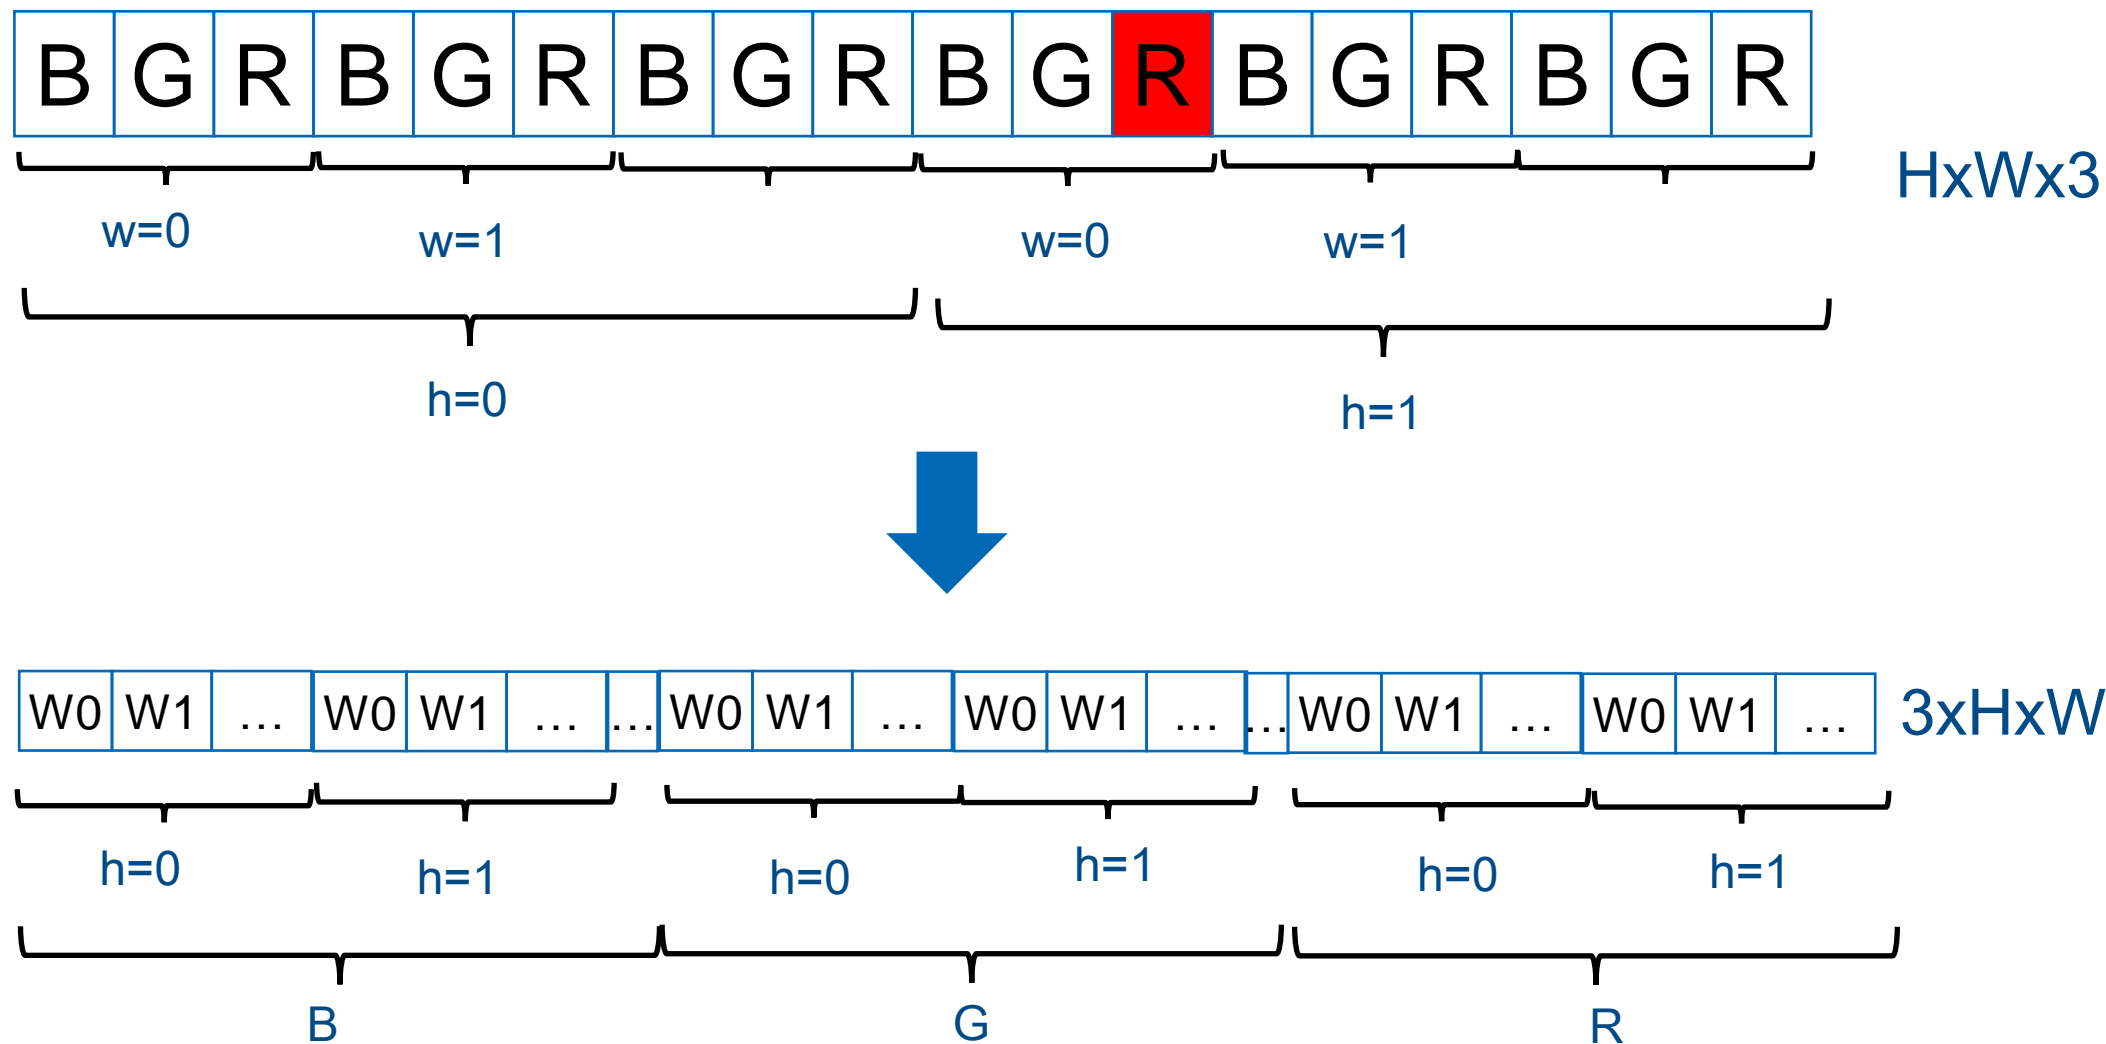 B G R B G R B G R B G R B G R B G R
HxWx3
w=0 w=1 w=0 w=1
h=0 h=1
W0 W1 ... W0 W1 ... ... W0 W1 ... W0 W1 ... ... W0 W1 ... W0 W1 ...
3xHxW
h=0 h=1 h=0 h=1 h=0 h=1
B G R